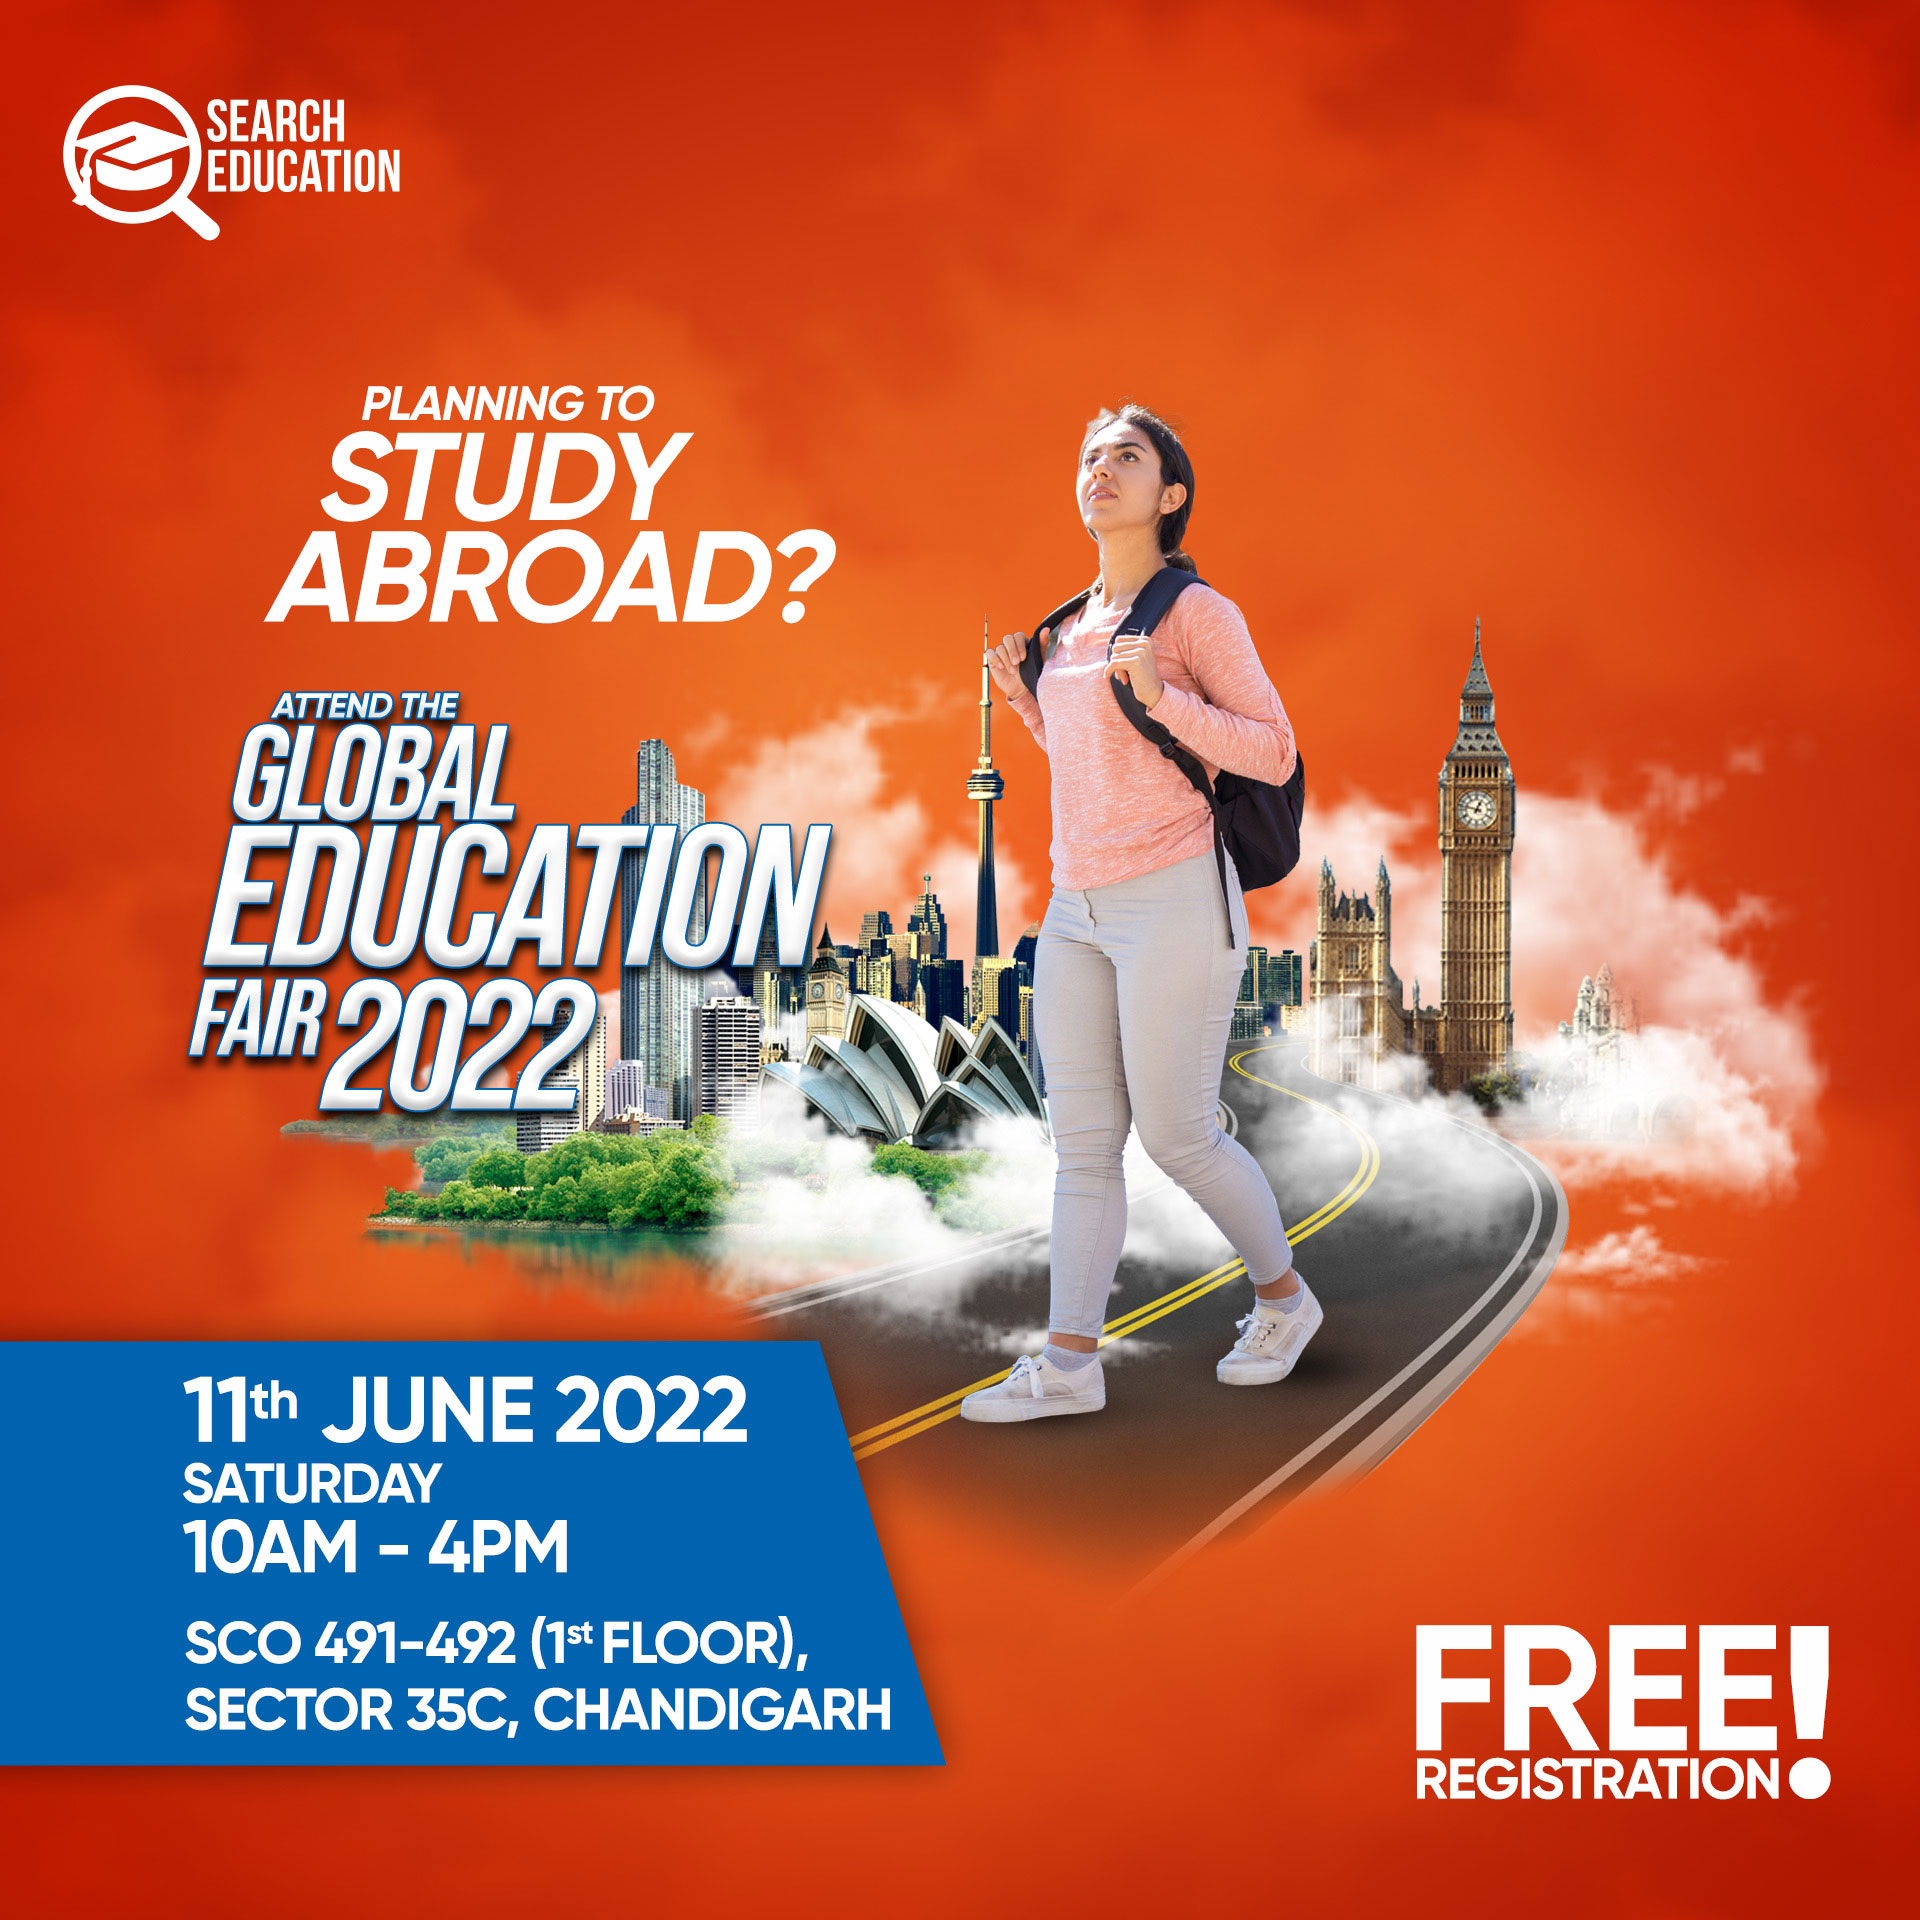 SEARCH
EDUCATION
PLANNING TO
STUDY
ABROAD?
ATTEND THE
GLOBAL
EDUCATION
FAIR 2022
11th JUNE 2022
SATURDAY
10AM - 4PM
SCO 491-492 (1st FLOOR),
SECTOR 35C, CHANDIGARH
FREE!
REGISTRATION